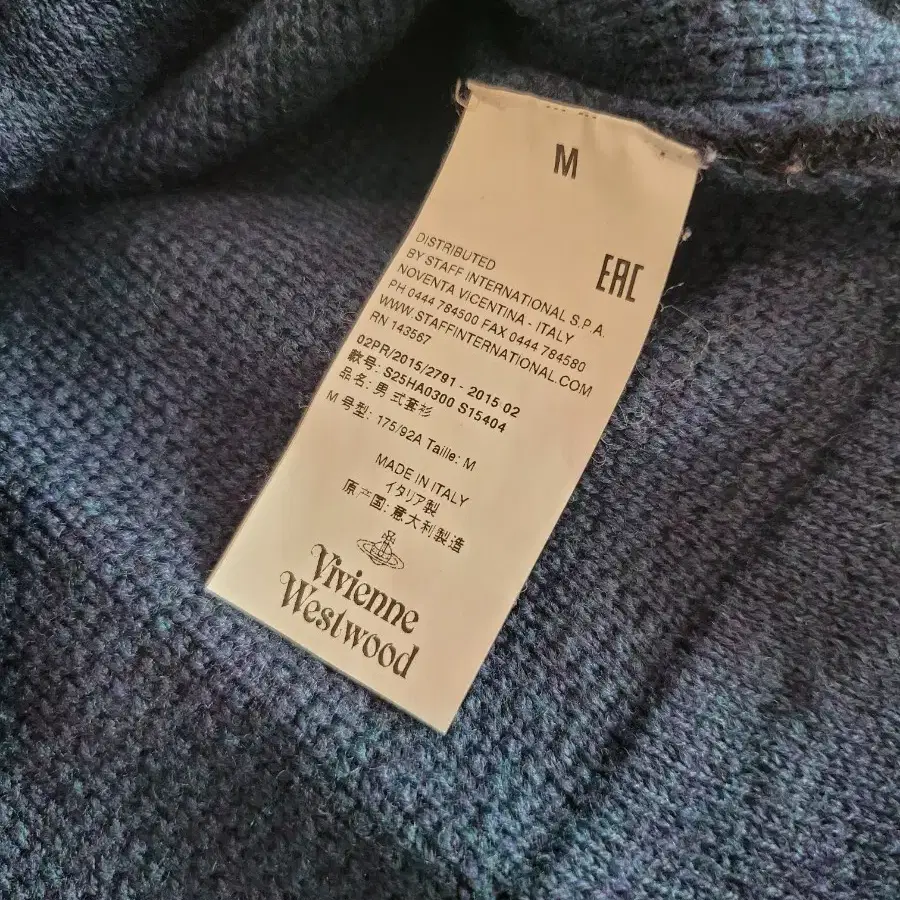 M
EAC
DISTRIBUTED
BY STAFF INTERNATIONAL S.P.A.
NOVENTA VICENTINA - ITALY
PH 0444 784500 FAX 0444 784580
WWW.STAFFINTERNATIONAL.COM
RN 143567
02PR/2015/2791 - 2015 02
款号: S25HA0300 S15404
品名: 男式套衫
M 号型: 175/92A Taille: M
MADE IN ITALY
イタリア製
原产国: 意大利製造
Vivienne
Westwood